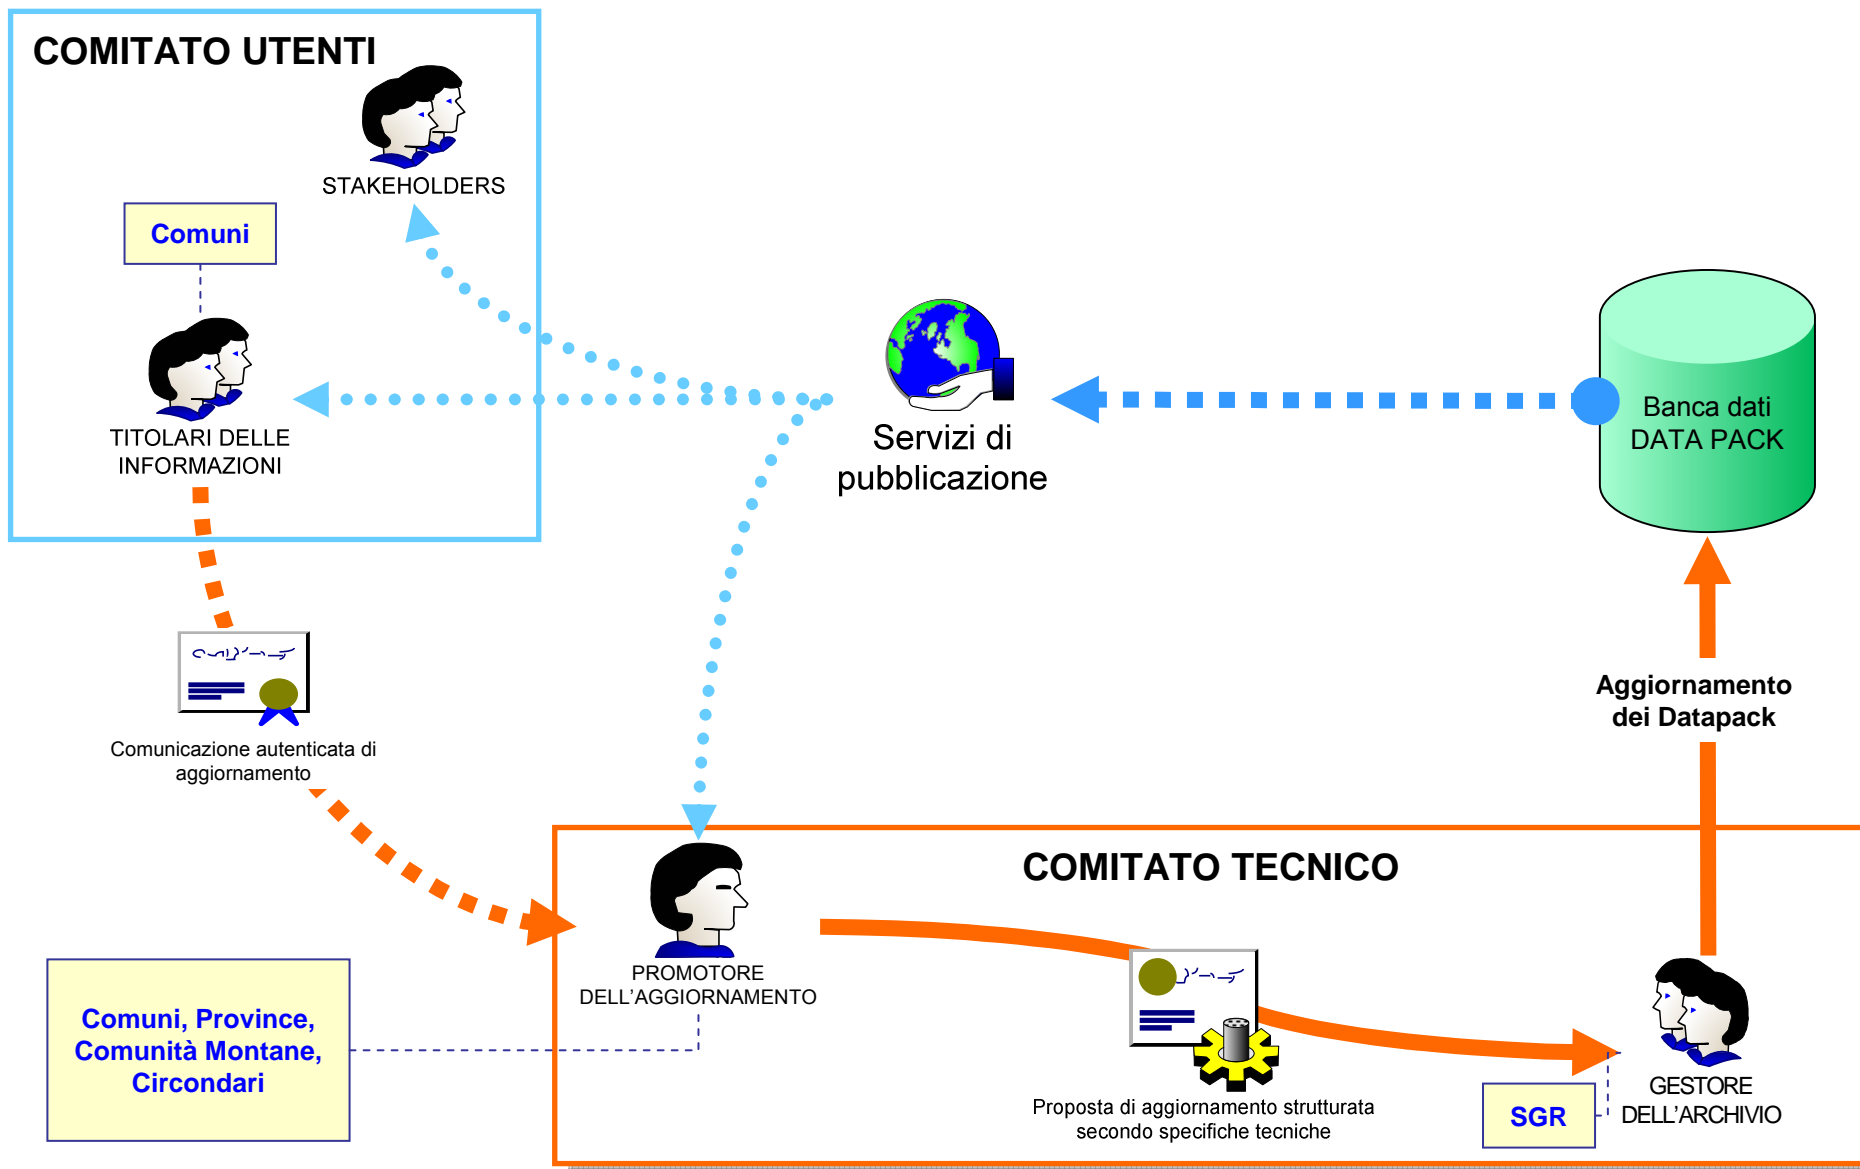 COMITATO UTENTI
STAKEHOLDERS
Comuni
TITOLARI DELLE
INFORMAZIONI
Servizi di
pubblicazione
Banca dati
DATA PACK
Aggiornamento
dei Datapack
Comunicazione autenticata di
aggiornamento
COMITATO TECNICO
PROMOTORE
DELL'AGGIORNAMENTO
Comuni, Province,
Comunità Montane,
Circondari
Proposta di aggiornamento strutturata
secondo specifiche tecniche
SGR
GESTORE
DELL'ARCHIVIO